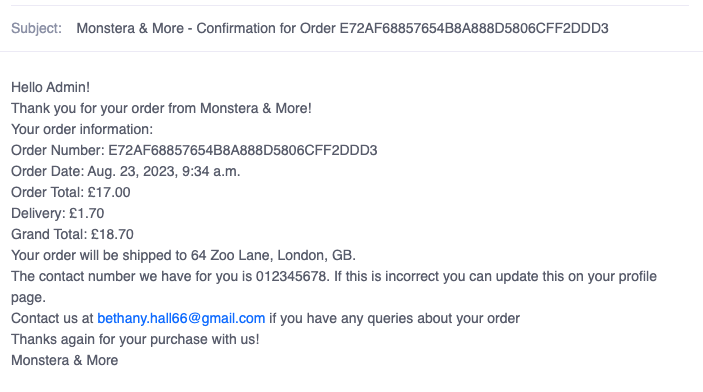 Subject: Monstera & More - Confirmation for Order E72AF68857654B8A888D5806CFF2DDD3
Hello Admin!
Thank you for your order from Monstera & More!
Your order information:
Order Number: E72AF68857654B8A888D5806CFF2DDD3
Order Date: Aug. 23, 2023, 9:34 a.m.
Order Total: £17.00
Delivery: £1.70
Grand Total: £18.70
Your order will be shipped to 64 Zoo Lane, London, GB.
The contact number we have for you is 012345678. If this is incorrect you can update this on your profile
page.
Contact us at bethany.hall66@gmail.com if you have any queries about your order
Thanks again for your purchase with us!
Monstera & More